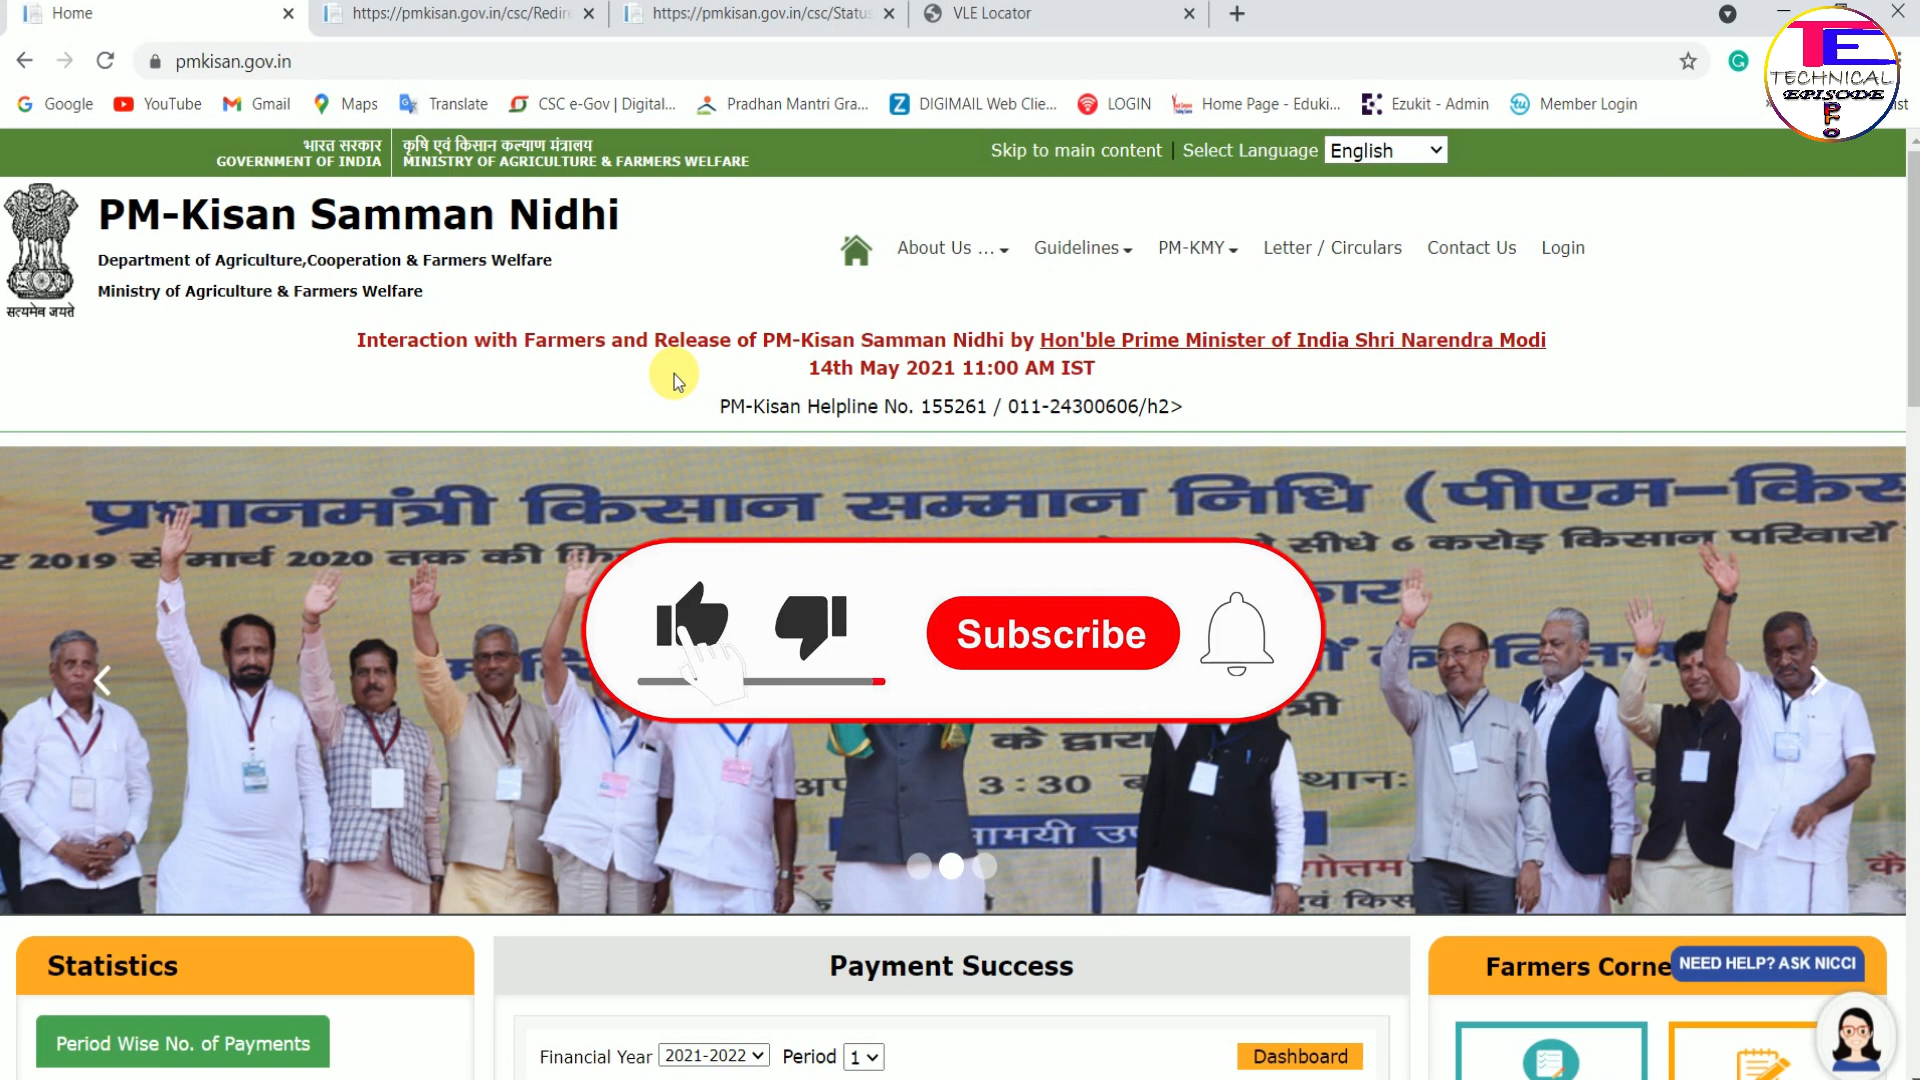 Home
https://pmkisan.gov.in/csc/Redire
https://pmkisan.gov.in/csc/Status
VLE Locator
pmkisan.gov.in
TE
TECHNICAL
EPISODE
PFO
Google
YouTube
Gmail
Maps
Translate
CSC e-Gov | Digital...
Pradhan Mantri Gra...
DIGIMAIL Web Clie...
LOGIN
Home Page - Eduki...
Ezukit - Admin
Member Login
भारत सरकार
GOVERNMENT OF INDIA
कृषि एवं किसान कल्याण मंत्रालय
MINISTRY OF AGRICULTURE & FARMERS WELFARE
Skip to main content
Select Language
English
PM-Kisan Samman Nidhi
Department of Agriculture,Cooperation & Farmers Welfare
Ministry of Agriculture & Farmers Welfare
सत्यमेव जयते
About Us ...
Guidelines
PM-KMY
Letter / Circulars
Contact Us
Login
Interaction with Farmers and Release of PM-Kisan Samman Nidhi by Hon'ble Prime Minister of India Shri Narendra Modi
14th May 2021 11:00 AM IST
PM-Kisan Helpline No. 155261 / 011-24300606/h2>
प्रधानमंत्री किसान सम्मान निधि (पीएम-किस
2019 से मार्च 2020 तक की
सीधे 6 करोड़ किसान परिवारों
के द्वारा
3:30
स्थान:
Subscribe
Statistics
Period Wise No. of Payments
Payment Success
Financial Year
2021-2022
Period
1
Dashboard
Farmers Corne
NEED HELP? ASK NICCI